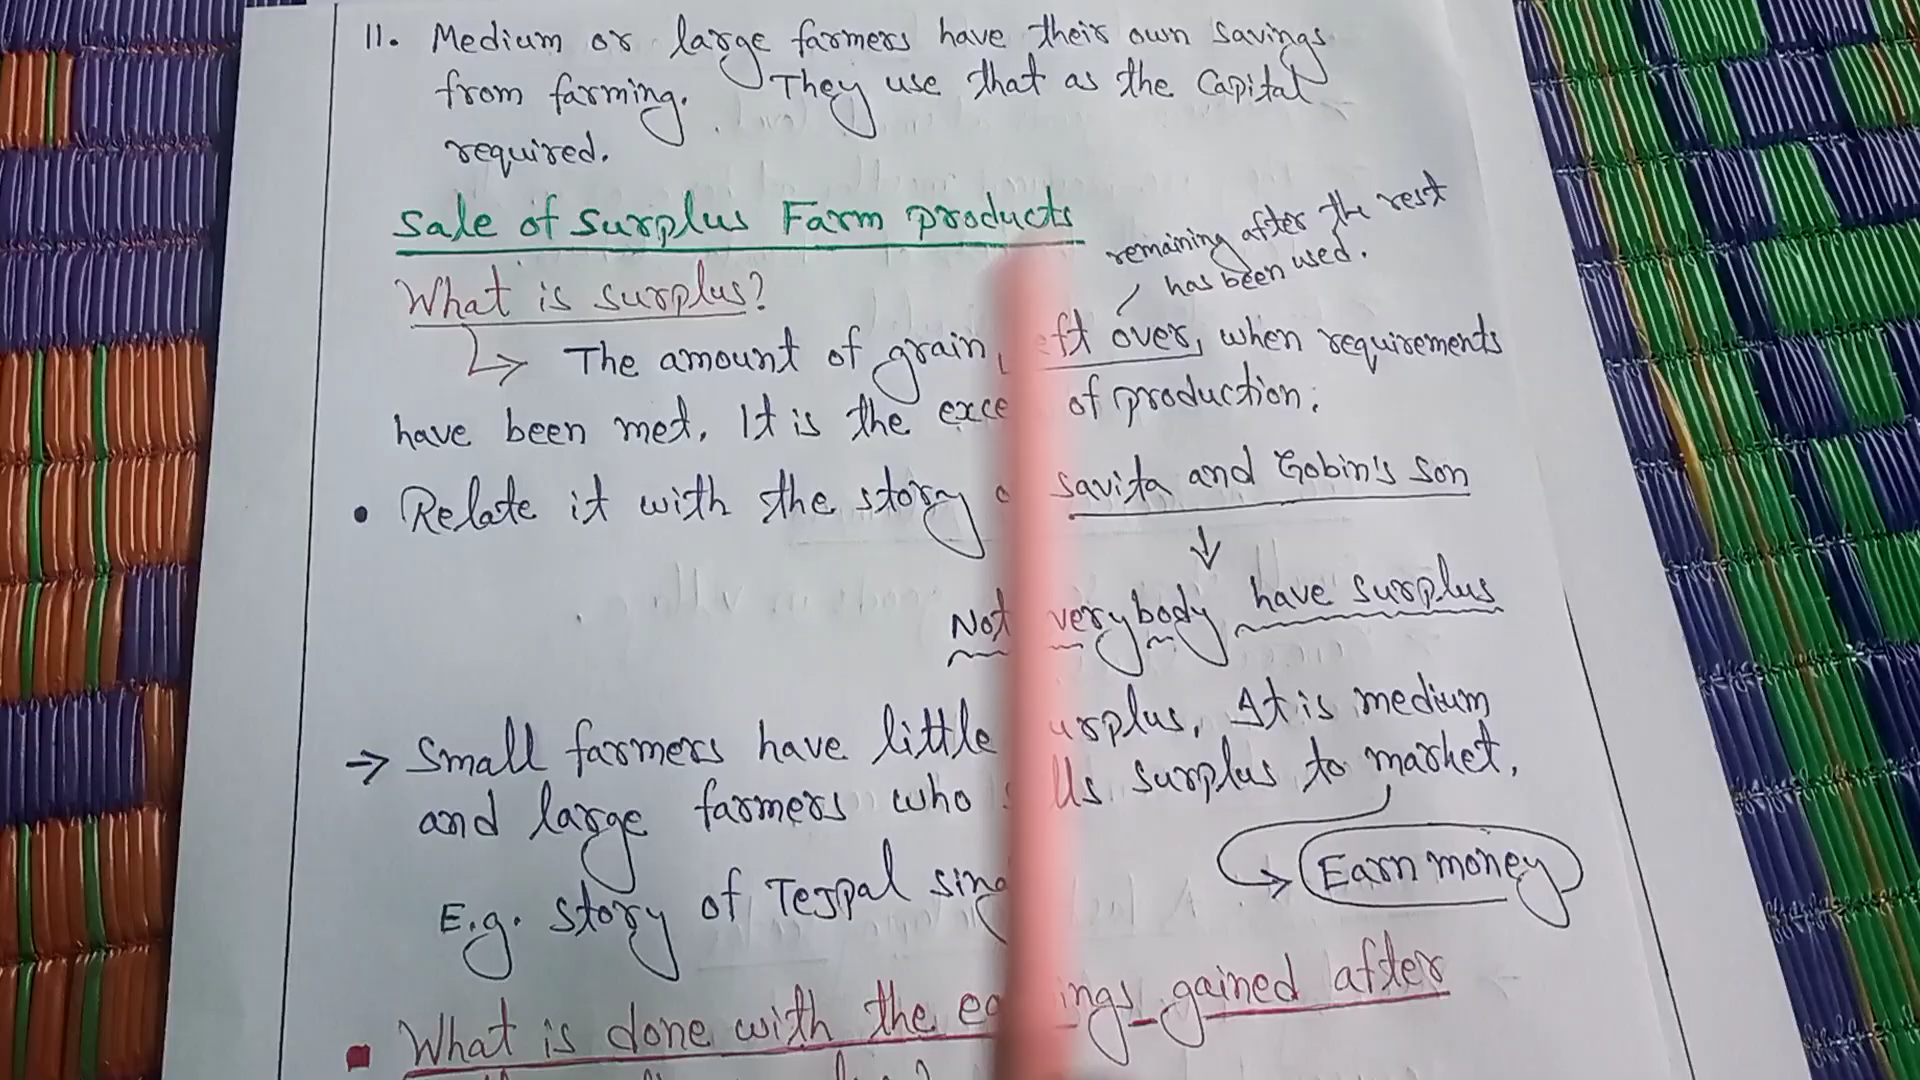 11. Medium or large farmers have their own savings
from farming. They use that as the Capital
required.
Sale of Surplus Farm products
remaining after the rest
has been used.
What is surplus?
The amount of grain, eft over, when requirements
have been met. It is the exce of production.
• Relate it with the story o savita and Gobin's son
Not verybody have surplus
→ Small farmers have little urplus. It is medium
and large farmers who s lls surplus to market.
Earn money
E.g. story of Tejpal sing
What is done with the ea ings gained after